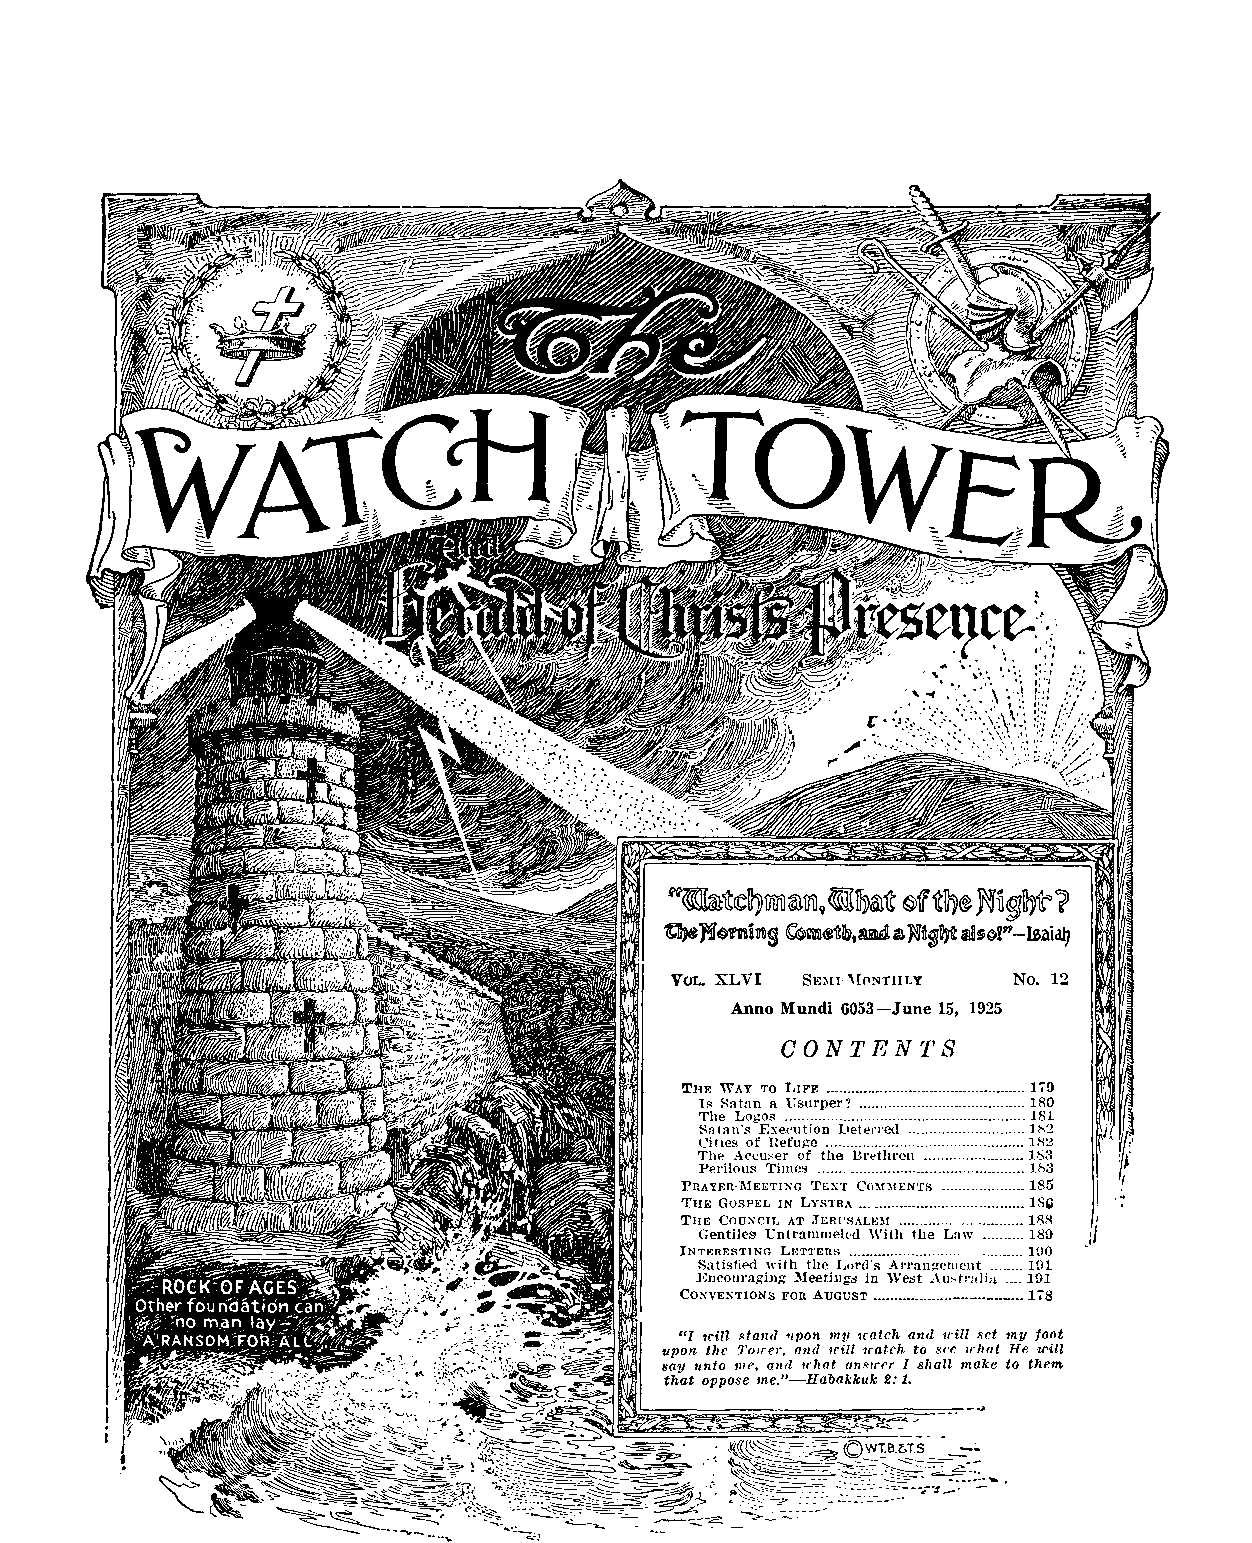 The
WATCH TOWER
And
Herald of Christ's Presence
"Watchman, What of the Night?
The Morning Cometh, and a Night also!"—Isaiah
VOL. XLVI SEMI-MONTHLY No. 12
Anno Mundi 6053—June 15, 1925
CONTENTS
THE WAY TO LIFE 179
Is Satan a Usurper? 180
The Logos 181
Satan's Execution Deferred 182
Cities of Refuge 182
The Accuser of the Brethren 183
Perilous Times 183
PRAYER-MEETING TEXT COMMENTS 185
THE GOSPEL IN LYSTRA 186
THE COUNCIL AT JERUSALEM 188
Gentiles Untrammeled With the Law 189
INTERESTING LETTERS 190
Satisfied with the Lord's Arrangement 191
Encouraging Meetings in West Australia 191
CONVENTIONS FOR AUGUST 178
"I will stand upon my watch and will set my foot
upon the Tower, and will watch to see what He will
say unto me, and what answer I shall make to them
that oppose me."—Habakkuk 2:1.
ROCK OF AGES
Other foundation can
no man lay—
A RANSOM FOR ALL
© W.T.B.&T.S